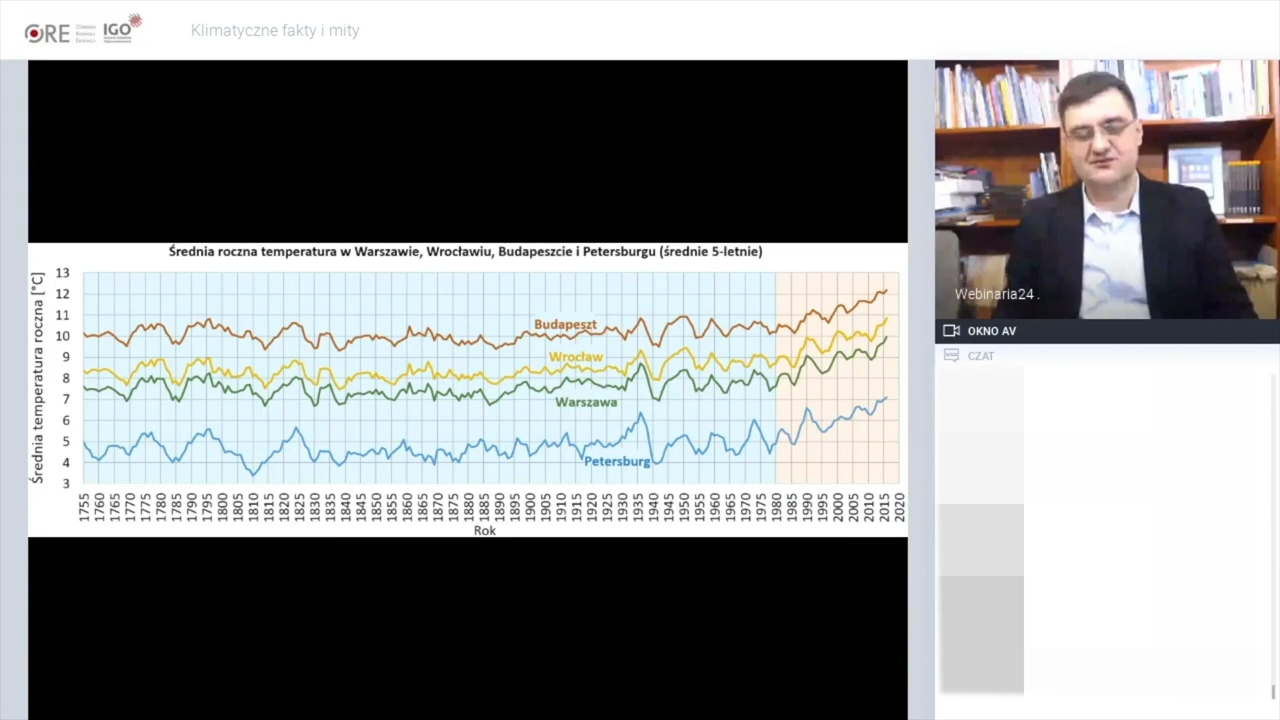 ORE
Ośrodek
Rozwoju
Edukacji
IGO
Klimatyczne fakty i mity
Średnia roczna temperatura w Warszawie, Wrocławiu, Budapeszcie i Petersburgu (średnie 5-letnie)
Średnia temperatura roczna [°C]
13
12
11
10
9
8
7
6
5
4
3
Budapeszt
Wrocław
Warszawa
Petersburg
1755 1760 1765 1770 1775 1780 1785 1790 1795 1800 1805 1810 1815 1820 1825 1830 1835 1840 1845 1850 1855 1860 1865 1870 1875 1880 1885 1890 1895 1900 1905 1910 1915 1920 1925 1930 1935 1940 1945 1950 1955 1960 1965 1970 1975 1980 1985 1990 1995 2000 2005 2010 2015 2020
Rok
Webinaria24 .
OKNO AV
CZAT